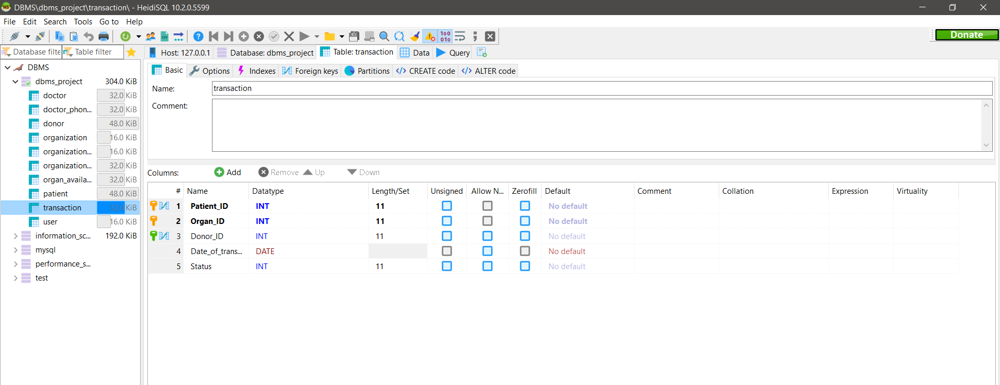 DBMS\dbms_project\transaction\ - HeidiSQL 10.2.0.5599
File Edit Search Tools Go to Help
Donate
Database filte Table filter
Host: 127.0.0.1 Database: dbms_project Table: transaction Data Query
DBMS
dbms_project 304.0 KiB
doctor 32.0 KiB
doctor_phon... 32.0 KiB
donor 48.0 KiB
organization 16.0 KiB
organization... 16.0 KiB
organization... 32.0 KiB
organ_availa... 32.0 KiB
patient 48.0 KiB
transaction 32.0 KiB
user 16.0 KiB
information_sc... 192.0 KiB
mysql
performance_s...
test
Basic Options Indexes Foreign keys Partitions CREATE code ALTER code
Name: transaction
Comment:
Columns: Add Remove Up Down
# Name Datatype Length/Set Unsigned Allow N... Zerofill Default Comment Collation Expression Virtuality
1 Patient_ID INT 11 No default
2 Organ_ID INT 11 No default
3 Donor_ID INT 11 No default
4 Date_of_trans... DATE No default
5 Status INT 11 No default